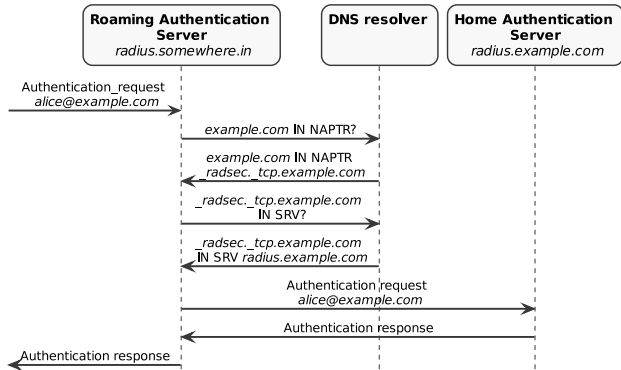 Roaming Authentication
Server
radius.somewhere.in
DNS resolver
Home Authentication
Server
radius.example.com
Authentication_request
alice@example.com
example.com IN NAPTR?
example.com IN NAPTR
_radsec._tcp.example.com
_radsec._tcp.example.com
IN SRV?
_radsec._tcp.example.com
IN SRV radius.example.com
Authentication request
alice@example.com
Authentication response
Authentication response